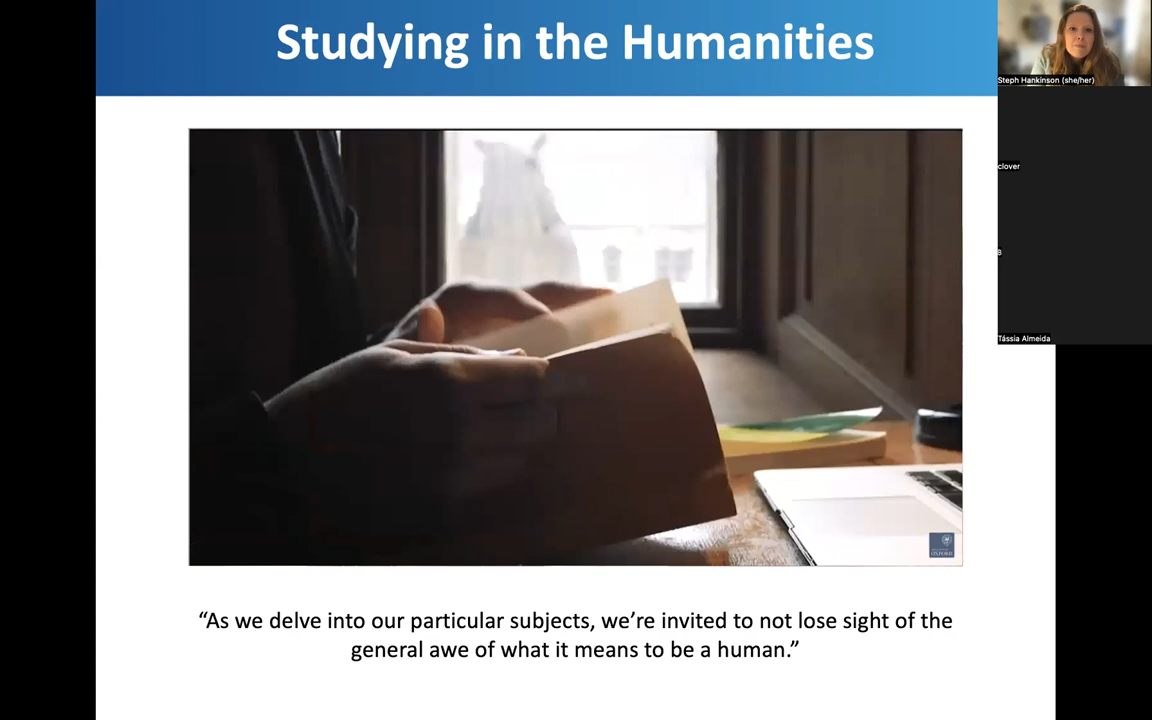 Studying in the Humanities
Steph Hankinson (she/her)
clover
B
Tássia Almeida
OXFORD
“As we delve into our particular subjects, we’re invited to not lose sight of the
general awe of what it means to be a human.”